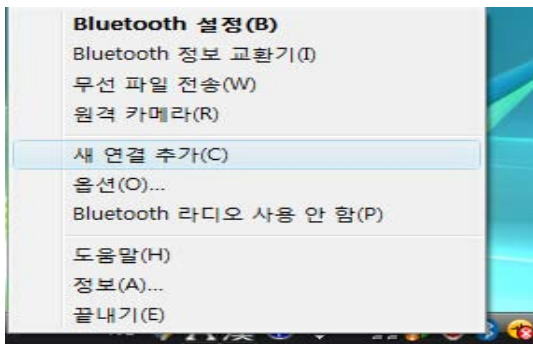 Bluetooth 설정(B)
Bluetooth 정보 교환기(I)
무선 파일 전송(W)
원격 카메라(R)
새 연결 추가(C)
옵션(O)...
Bluetooth 라디오 사용 안 함(P)
도움말(H)
정보(A)...
끝내기(E)